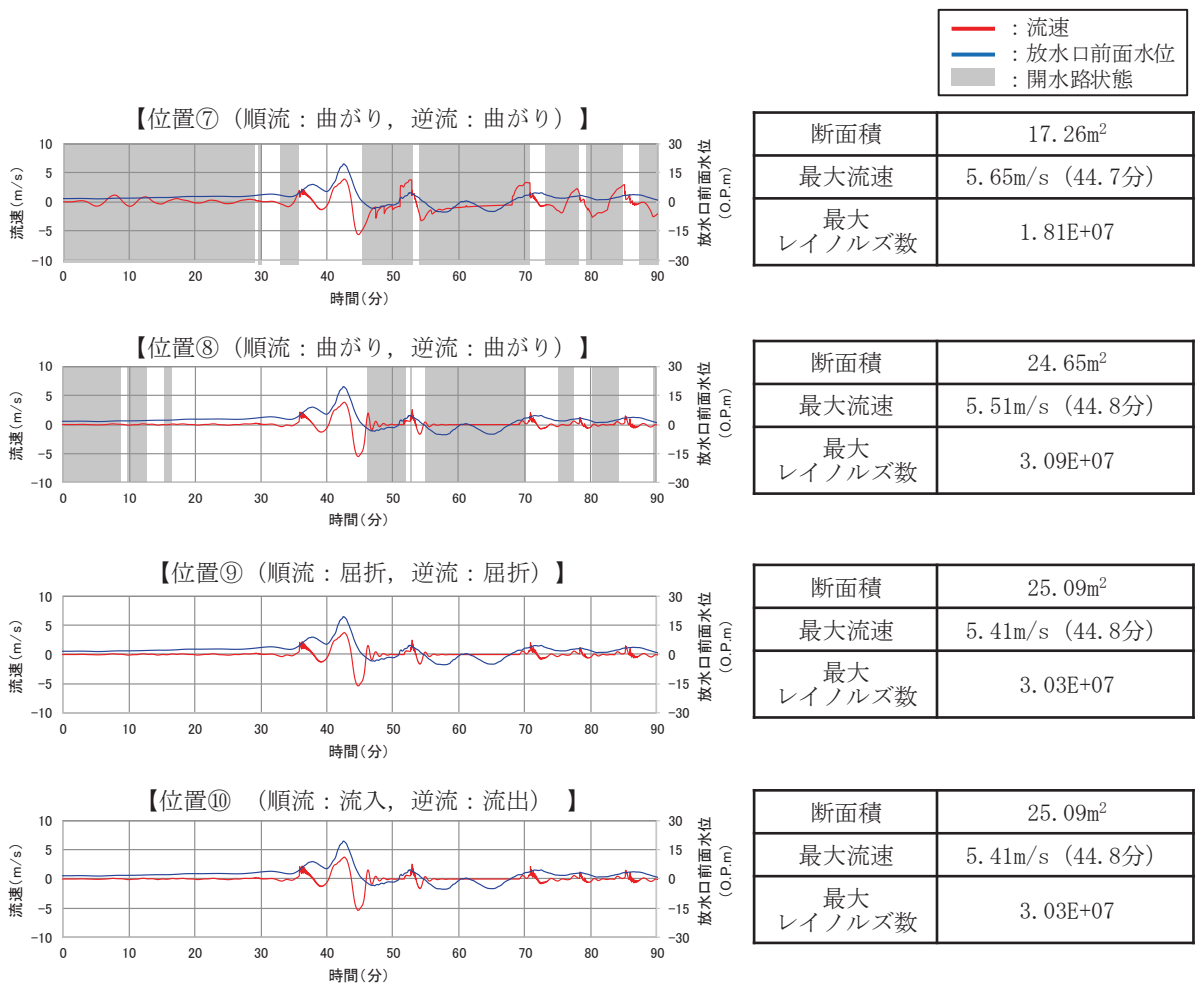 ：流速
：放水口前面水位
：開水路状態
【位置⑦（順流：曲がり，逆流：曲がり）】
流速(m/s)
10
5
0
−5
−10
30
15
0
−15
−30
放水口前面水位
(O.P.m)
0 10 20 30 40 50 60 70 80 90
時間(分)
断面積 17.26m²
最大流速 5.65m/s（44.7分）
最大
レイノルズ数 1.81E+07
【位置⑧（順流：曲がり，逆流：曲がり）】
流速(m/s)
10
5
0
−5
−10
30
15
0
−15
−30
放水口前面水位
(O.P.m)
0 10 20 30 40 50 60 70 80 90
時間(分)
断面積 24.65m²
最大流速 5.51m/s（44.8分）
最大
レイノルズ数 3.09E+07
【位置⑨（順流：屈折，逆流：屈折）】
流速(m/s)
10
5
0
−5
−10
30
15
0
−15
−30
放水口前面水位
(O.P.m)
0 10 20 30 40 50 60 70 80 90
時間(分)
断面積 25.09m²
最大流速 5.41m/s（44.8分）
最大
レイノルズ数 3.03E+07
【位置⑩ （順流：流入，逆流：流出） 】
流速(m/s)
10
5
0
−5
−10
30
15
0
−15
−30
放水口前面水位
(O.P.m)
0 10 20 30 40 50 60 70 80 90
時間(分)
断面積 25.09m²
最大流速 5.41m/s（44.8分）
最大
レイノルズ数 3.03E+07